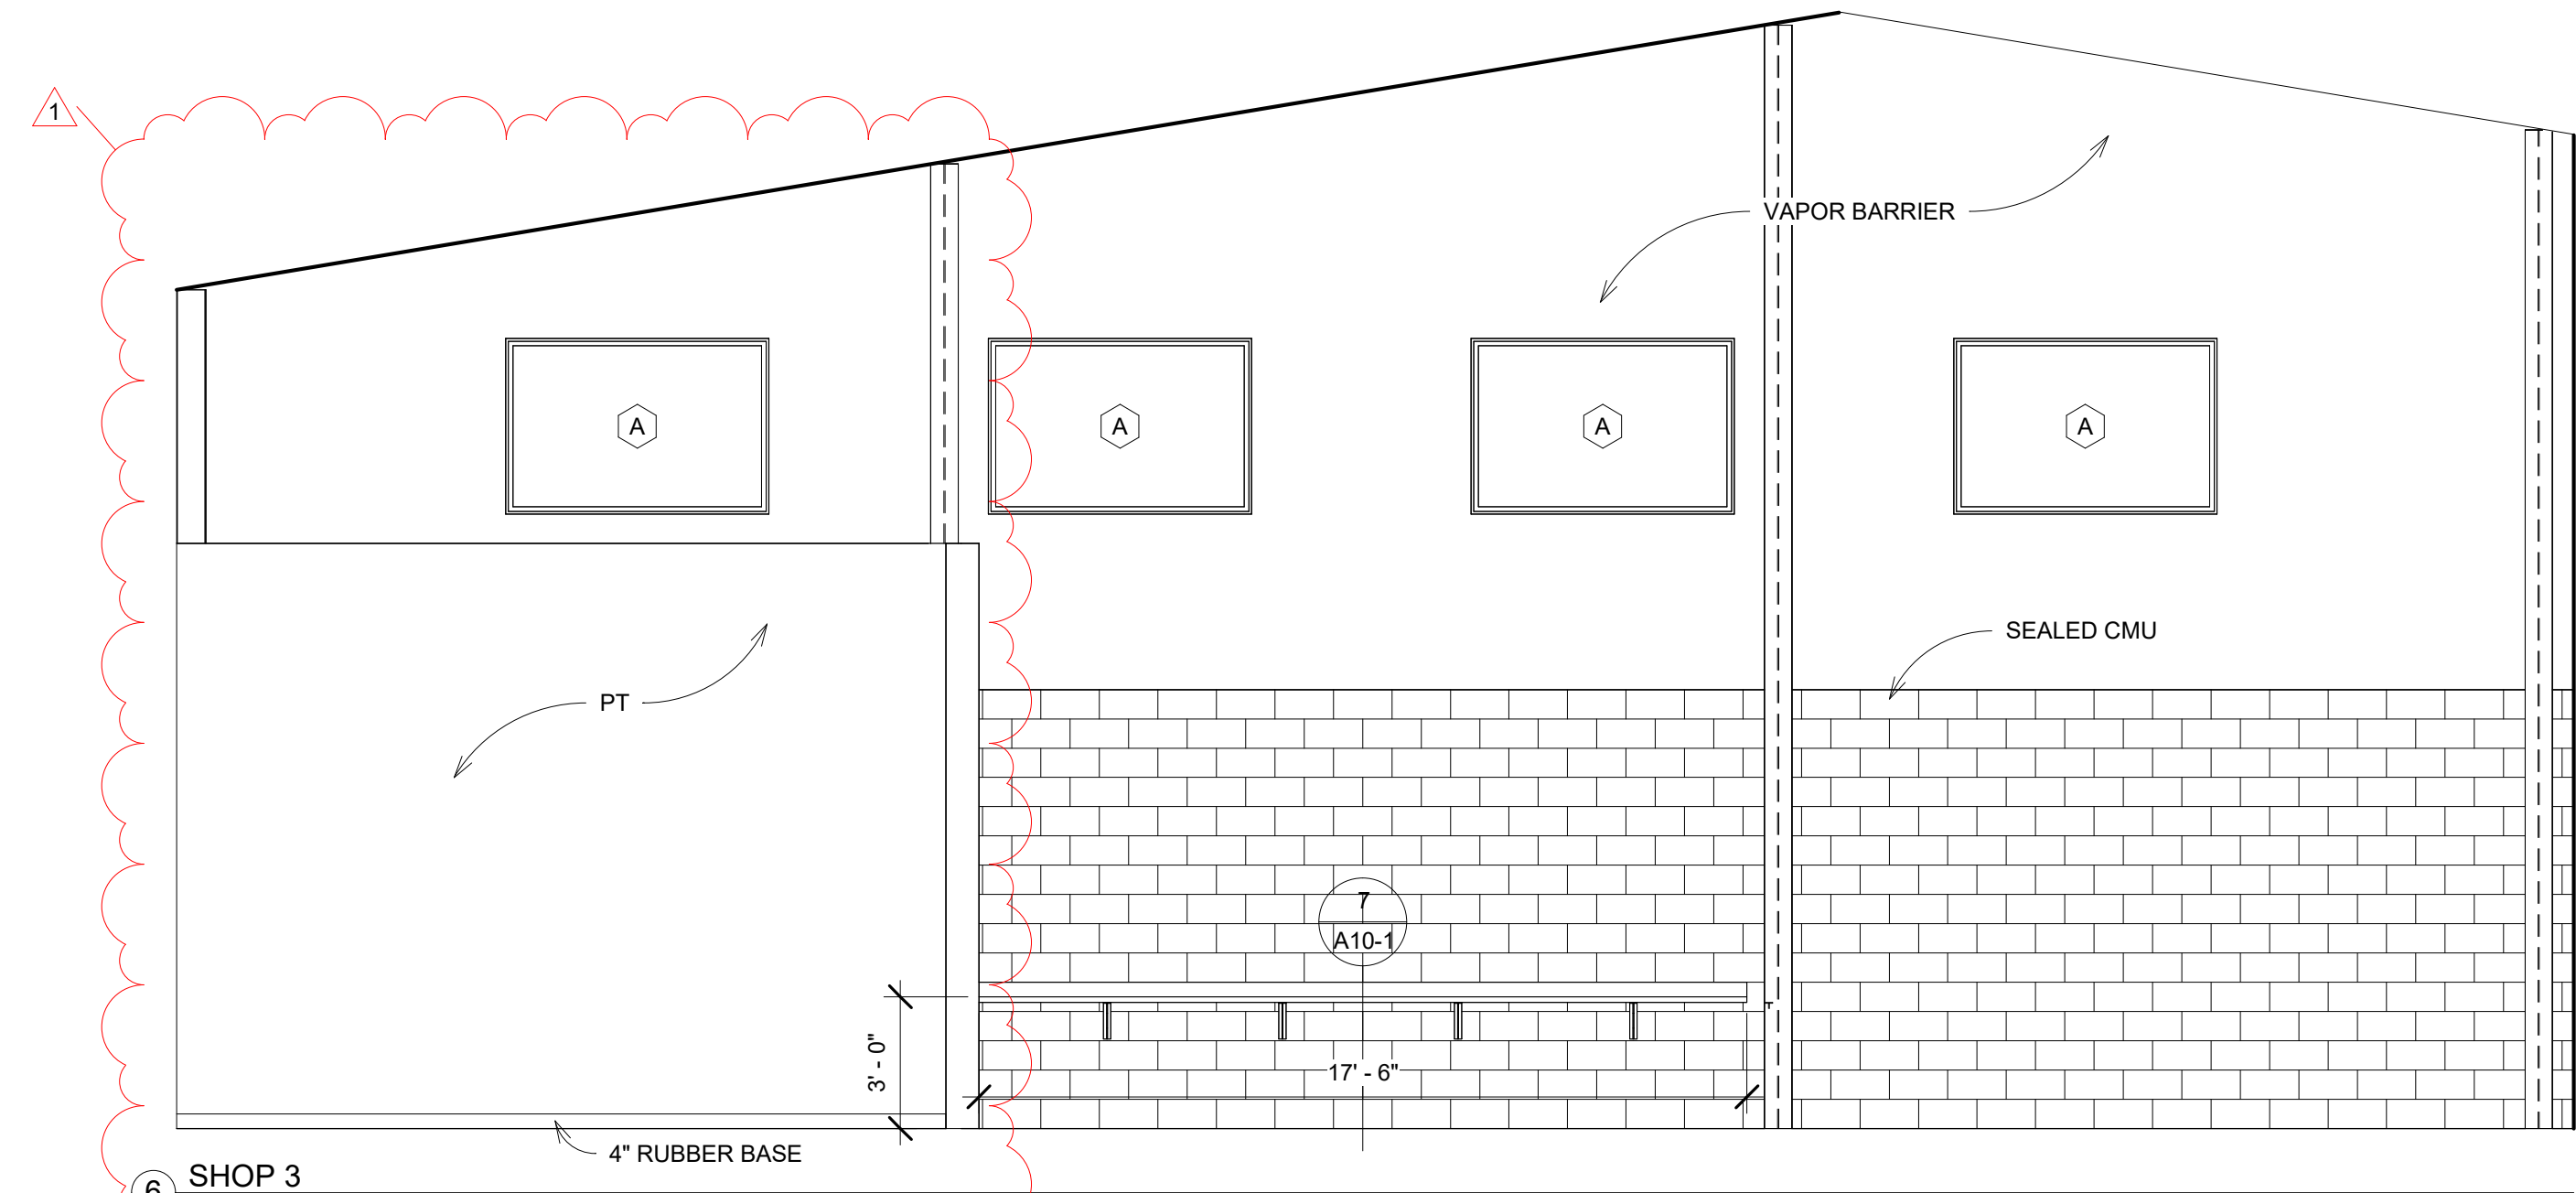 1
VAPOR BARRIER
A
A
A
A
SEALED CMU
PT
7
A10-1
3' - 0"
17' - 6"
4" RUBBER BASE
6
SHOP 3